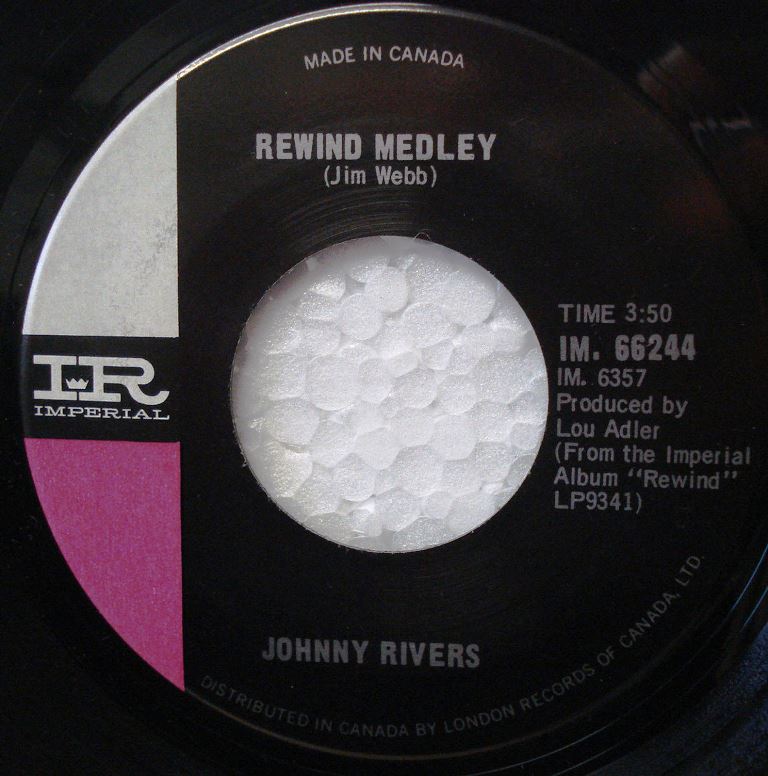 MADE IN CANADA
REWIND MEDLEY
(Jim Webb)
TIME 3:50
IM. 66244
IM. 6357
Produced by
Lou Adler
(From the Imperial
Album "Rewind"
LP9341)
IR
IMPERIAL
JOHNNY RIVERS
DISTRIBUTED IN CANADA BY LONDON RECORDS OF CANADA, LTD.